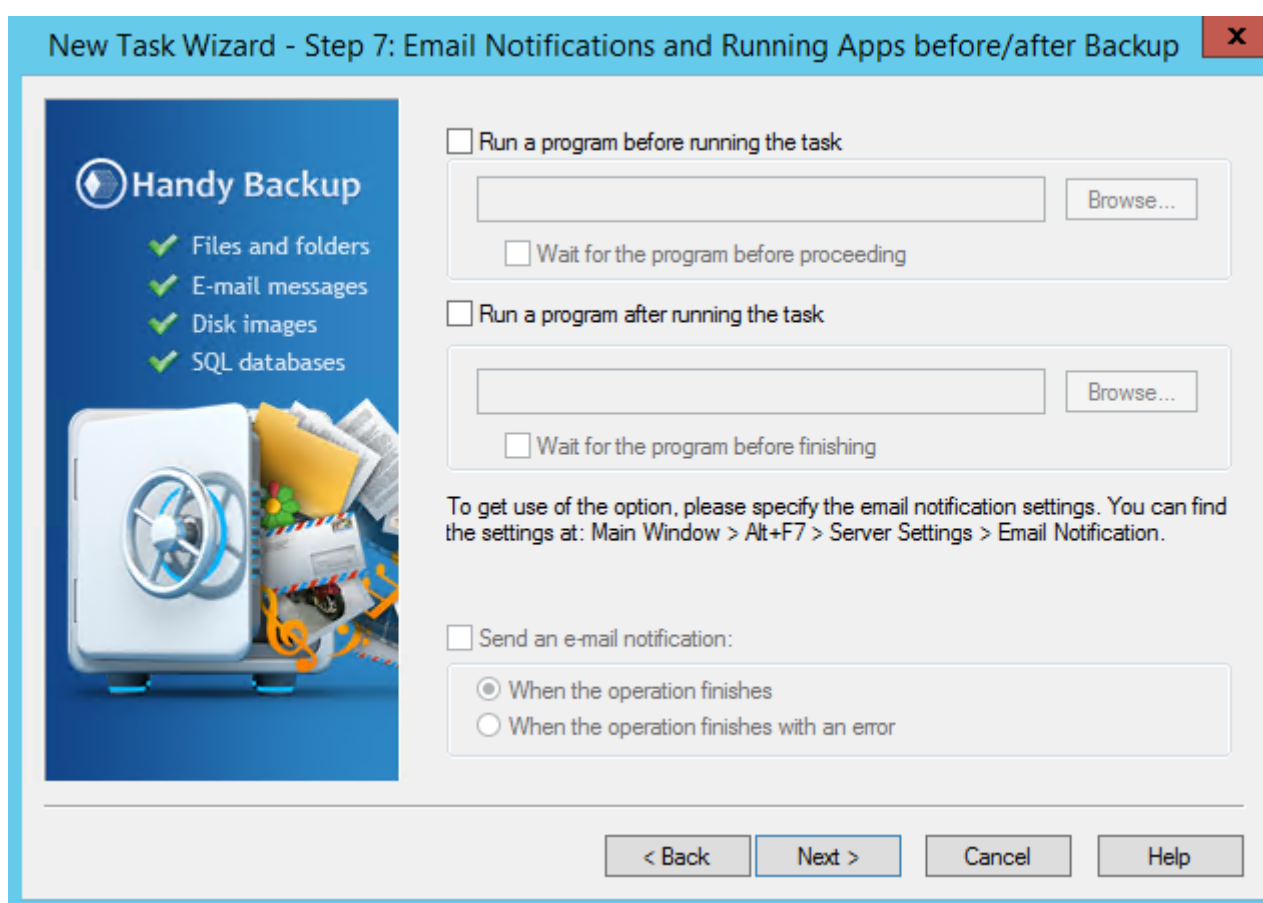 New Task Wizard - Step 7: Email Notifications and Running Apps before/after Backup
x
Handy Backup
Files and folders
E-mail messages
Disk images
SQL databases
Run a program before running the task
Browse...
Wait for the program before proceeding
Run a program after running the task
Browse...
Wait for the program before finishing
To get use of the option, please specify the email notification settings. You can find
the settings at: Main Window > Alt+F7 > Server Settings > Email Notification.
Send an e-mail notification:
When the operation finishes
When the operation finishes with an error
< Back
Next >
Cancel
Help